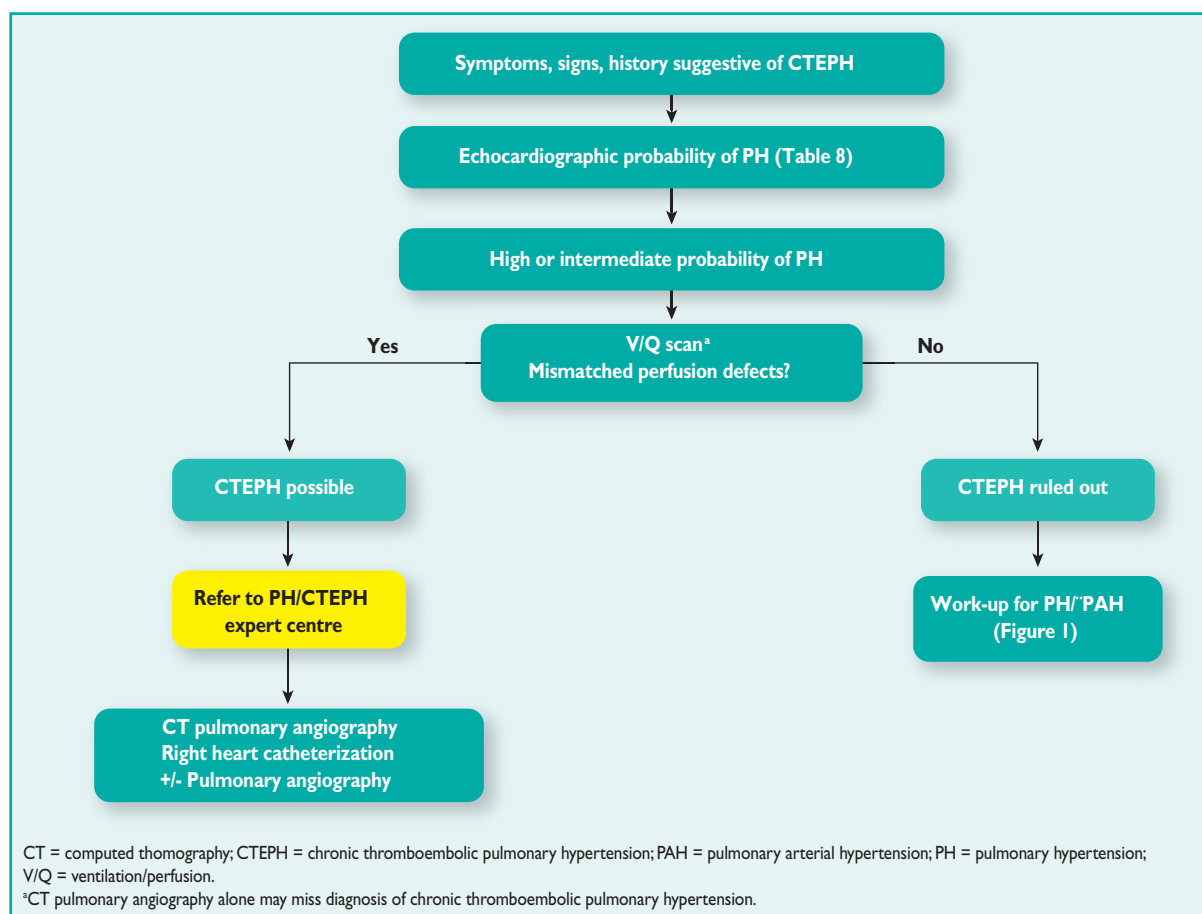 Symptoms, signs, history suggestive of CTEPH
Echocardiographic probability of PH (Table 8)
High or intermediate probability of PH
Yes
V/Q scanᵃ
Mismatched perfusion defects?
No
CTEPH possible
CTEPH ruled out
Refer to PH/CTEPH
expert centre
Work-up for PH/¨PAH
(Figure 1)
CT pulmonary angiography
Right heart catheterization
+/- Pulmonary angiography
CT = computed thomography; CTEPH = chronic thromboembolic pulmonary hypertension; PAH = pulmonary arterial hypertension; PH = pulmonary hypertension;
V/Q = ventilation/perfusion.
ᵃCT pulmonary angiography alone may miss diagnosis of chronic thromboembolic pulmonary hypertension.